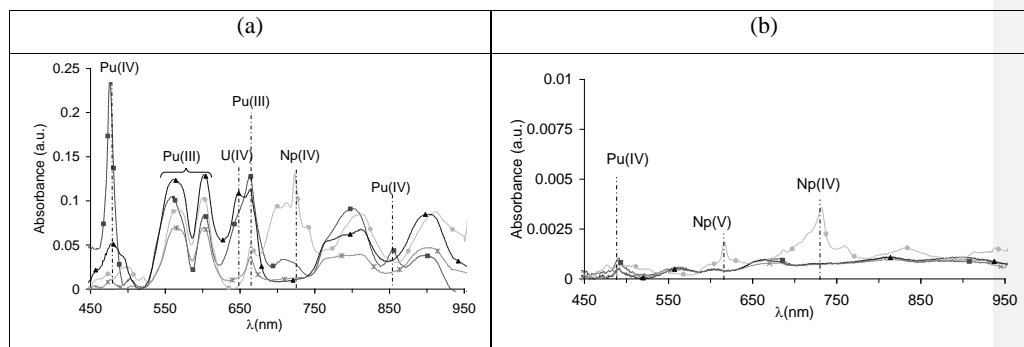 (a)
(b)
Absorbance (a.u.)
0.25
0.2
0.15
0.1
0.05
0
450
550
650
750
850
950
λ(nm)
Pu(IV)
Pu(III)
Pu(III)
U(IV)
Np(IV)
Pu(IV)
Absorbance (a.u.)
0.01
0.0075
0.005
0.0025
0
450
550
650
750
850
950
λ(nm)
Pu(IV)
Np(V)
Np(IV)